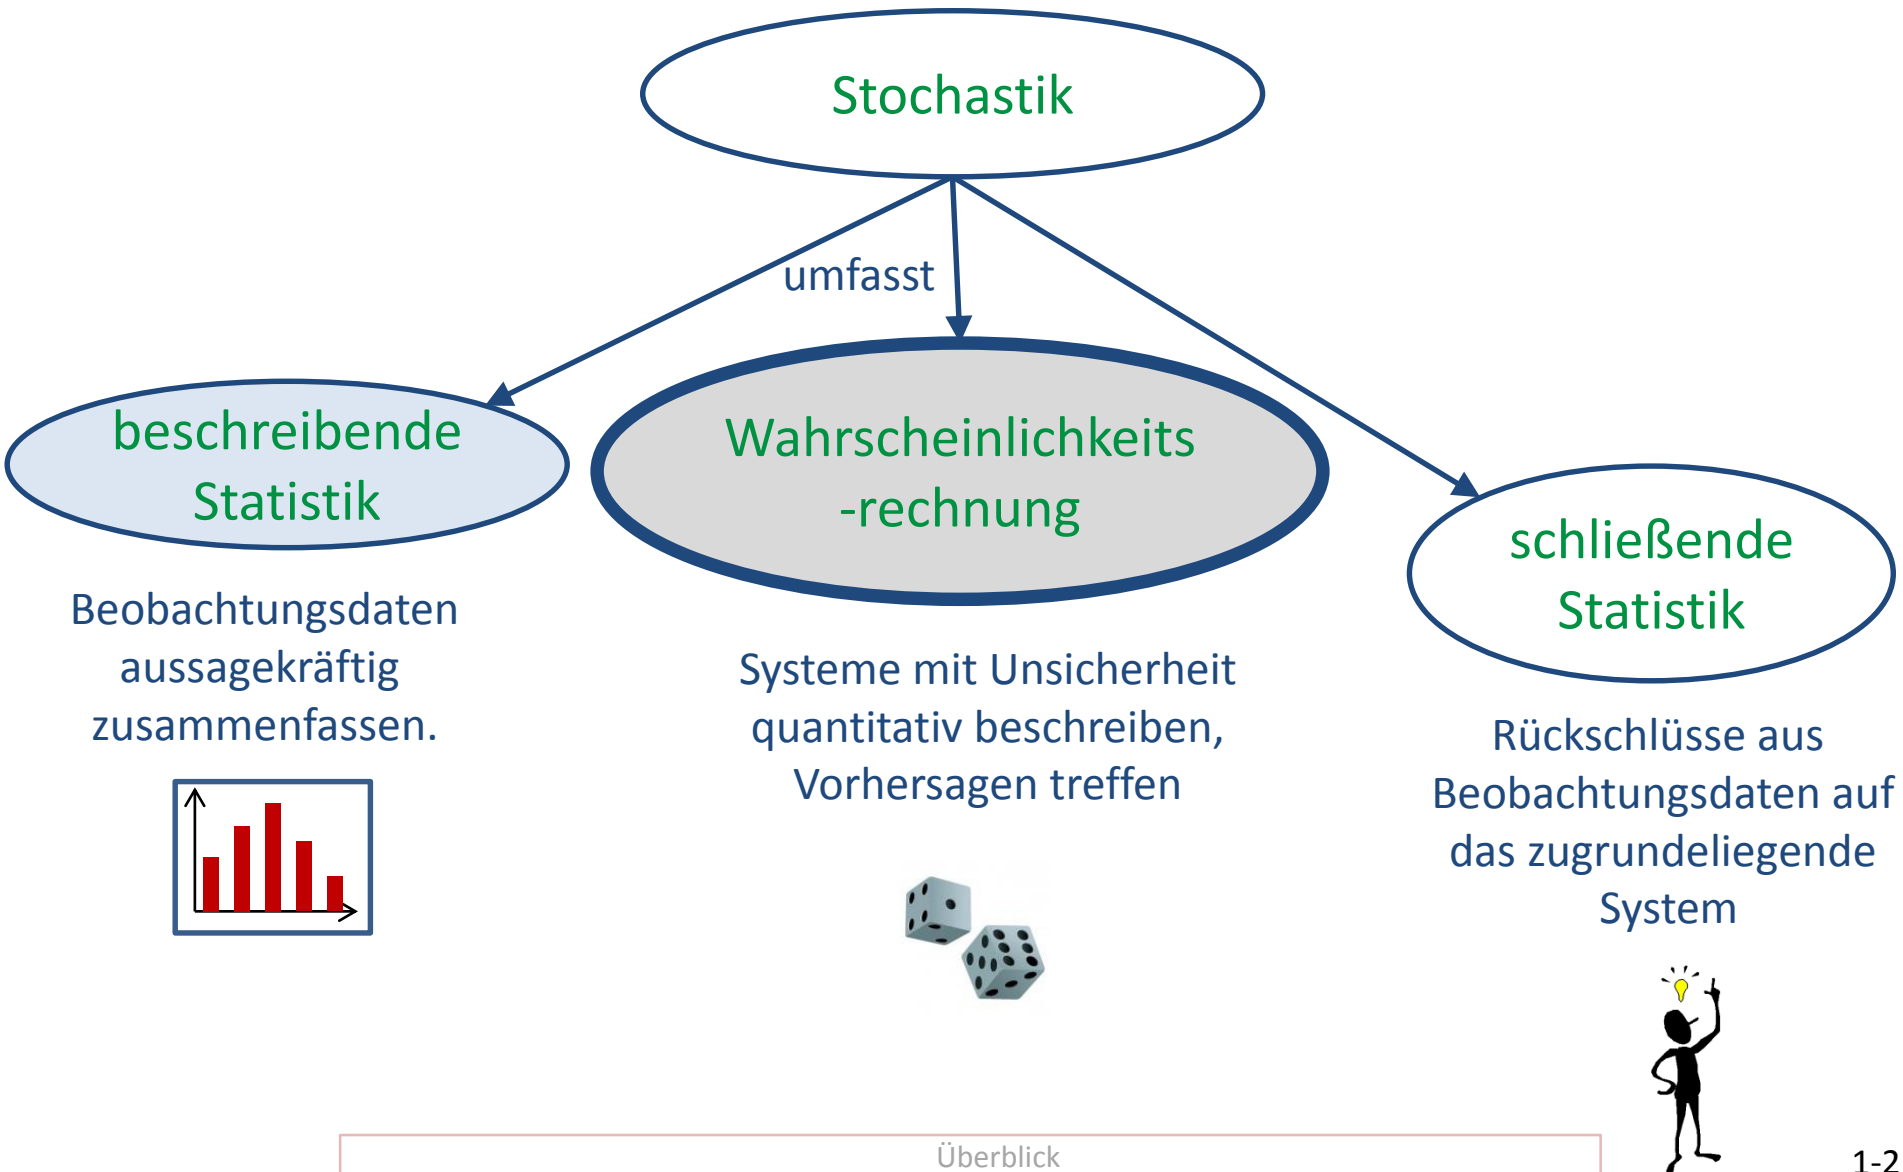 Stochastik
umfasst
beschreibende
Statistik
Wahrscheinlichkeits
-rechnung
schließende
Statistik
Beobachtungsdaten
aussagekräftig
zusammenfassen.
Systeme mit Unsicherheit
quantitativ beschreiben,
Vorhersagen treffen
Rückschlüsse aus
Beobachtungsdaten auf
das zugrundeliegende
System
Überblick
1-2